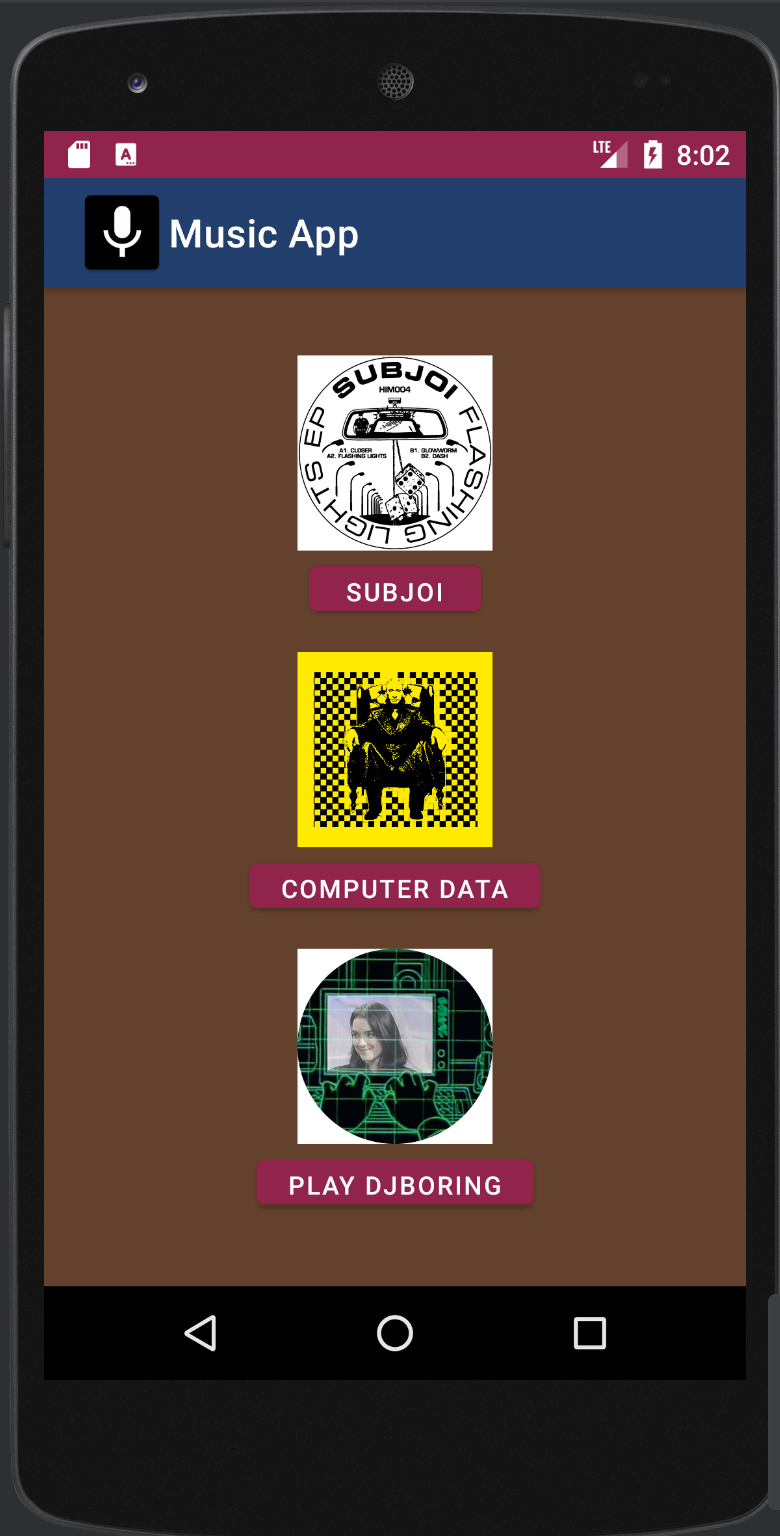 LTE 8:02
Music App
SUBJOI
HIM004
FLASHING LIGHTS EP
A1. CLOSER
A2. FLASHING LIGHTS
B1. GLOWWORM
B2. DASH
SUBJOI
COMPUTER DATA
PLAY DJBORING